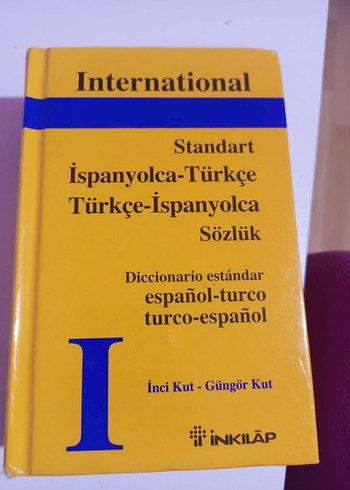 International
Standart
İspanyolca-Türkçe
Türkçe-İspanyolca
Sözlük
Diccionario estándar
español-turco
turco-español
I
İnci Kut - Güngör Kut
İNKILÂP